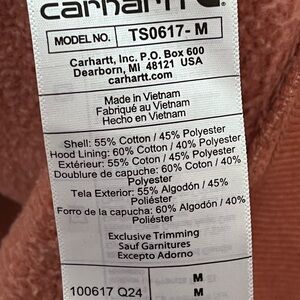 carhartt
MODEL NO. TS0617- M
Carhartt, Inc. P.O. Box 600
Dearborn, MI 48121 USA
carhartt.com
Made in Vietnam
Fabriqué au Vietnam
Hecho en Vietnam
Shell: 55% Cotton / 45% Polyester
Hood Lining: 60% Cotton / 40% Polyester
Extérieur: 55% Coton / 45% Polyester
Doublure de capuche: 60% Coton / 40%
Polyester
Tela Exterior: 55% Algodón / 45%
Poliéster
Forro de la capucha: 60% Algodón / 40%
Poliéster
Exclusive Trimming
Sauf Garnitures
Excepto Adorno
M
100617 Q24 M
M